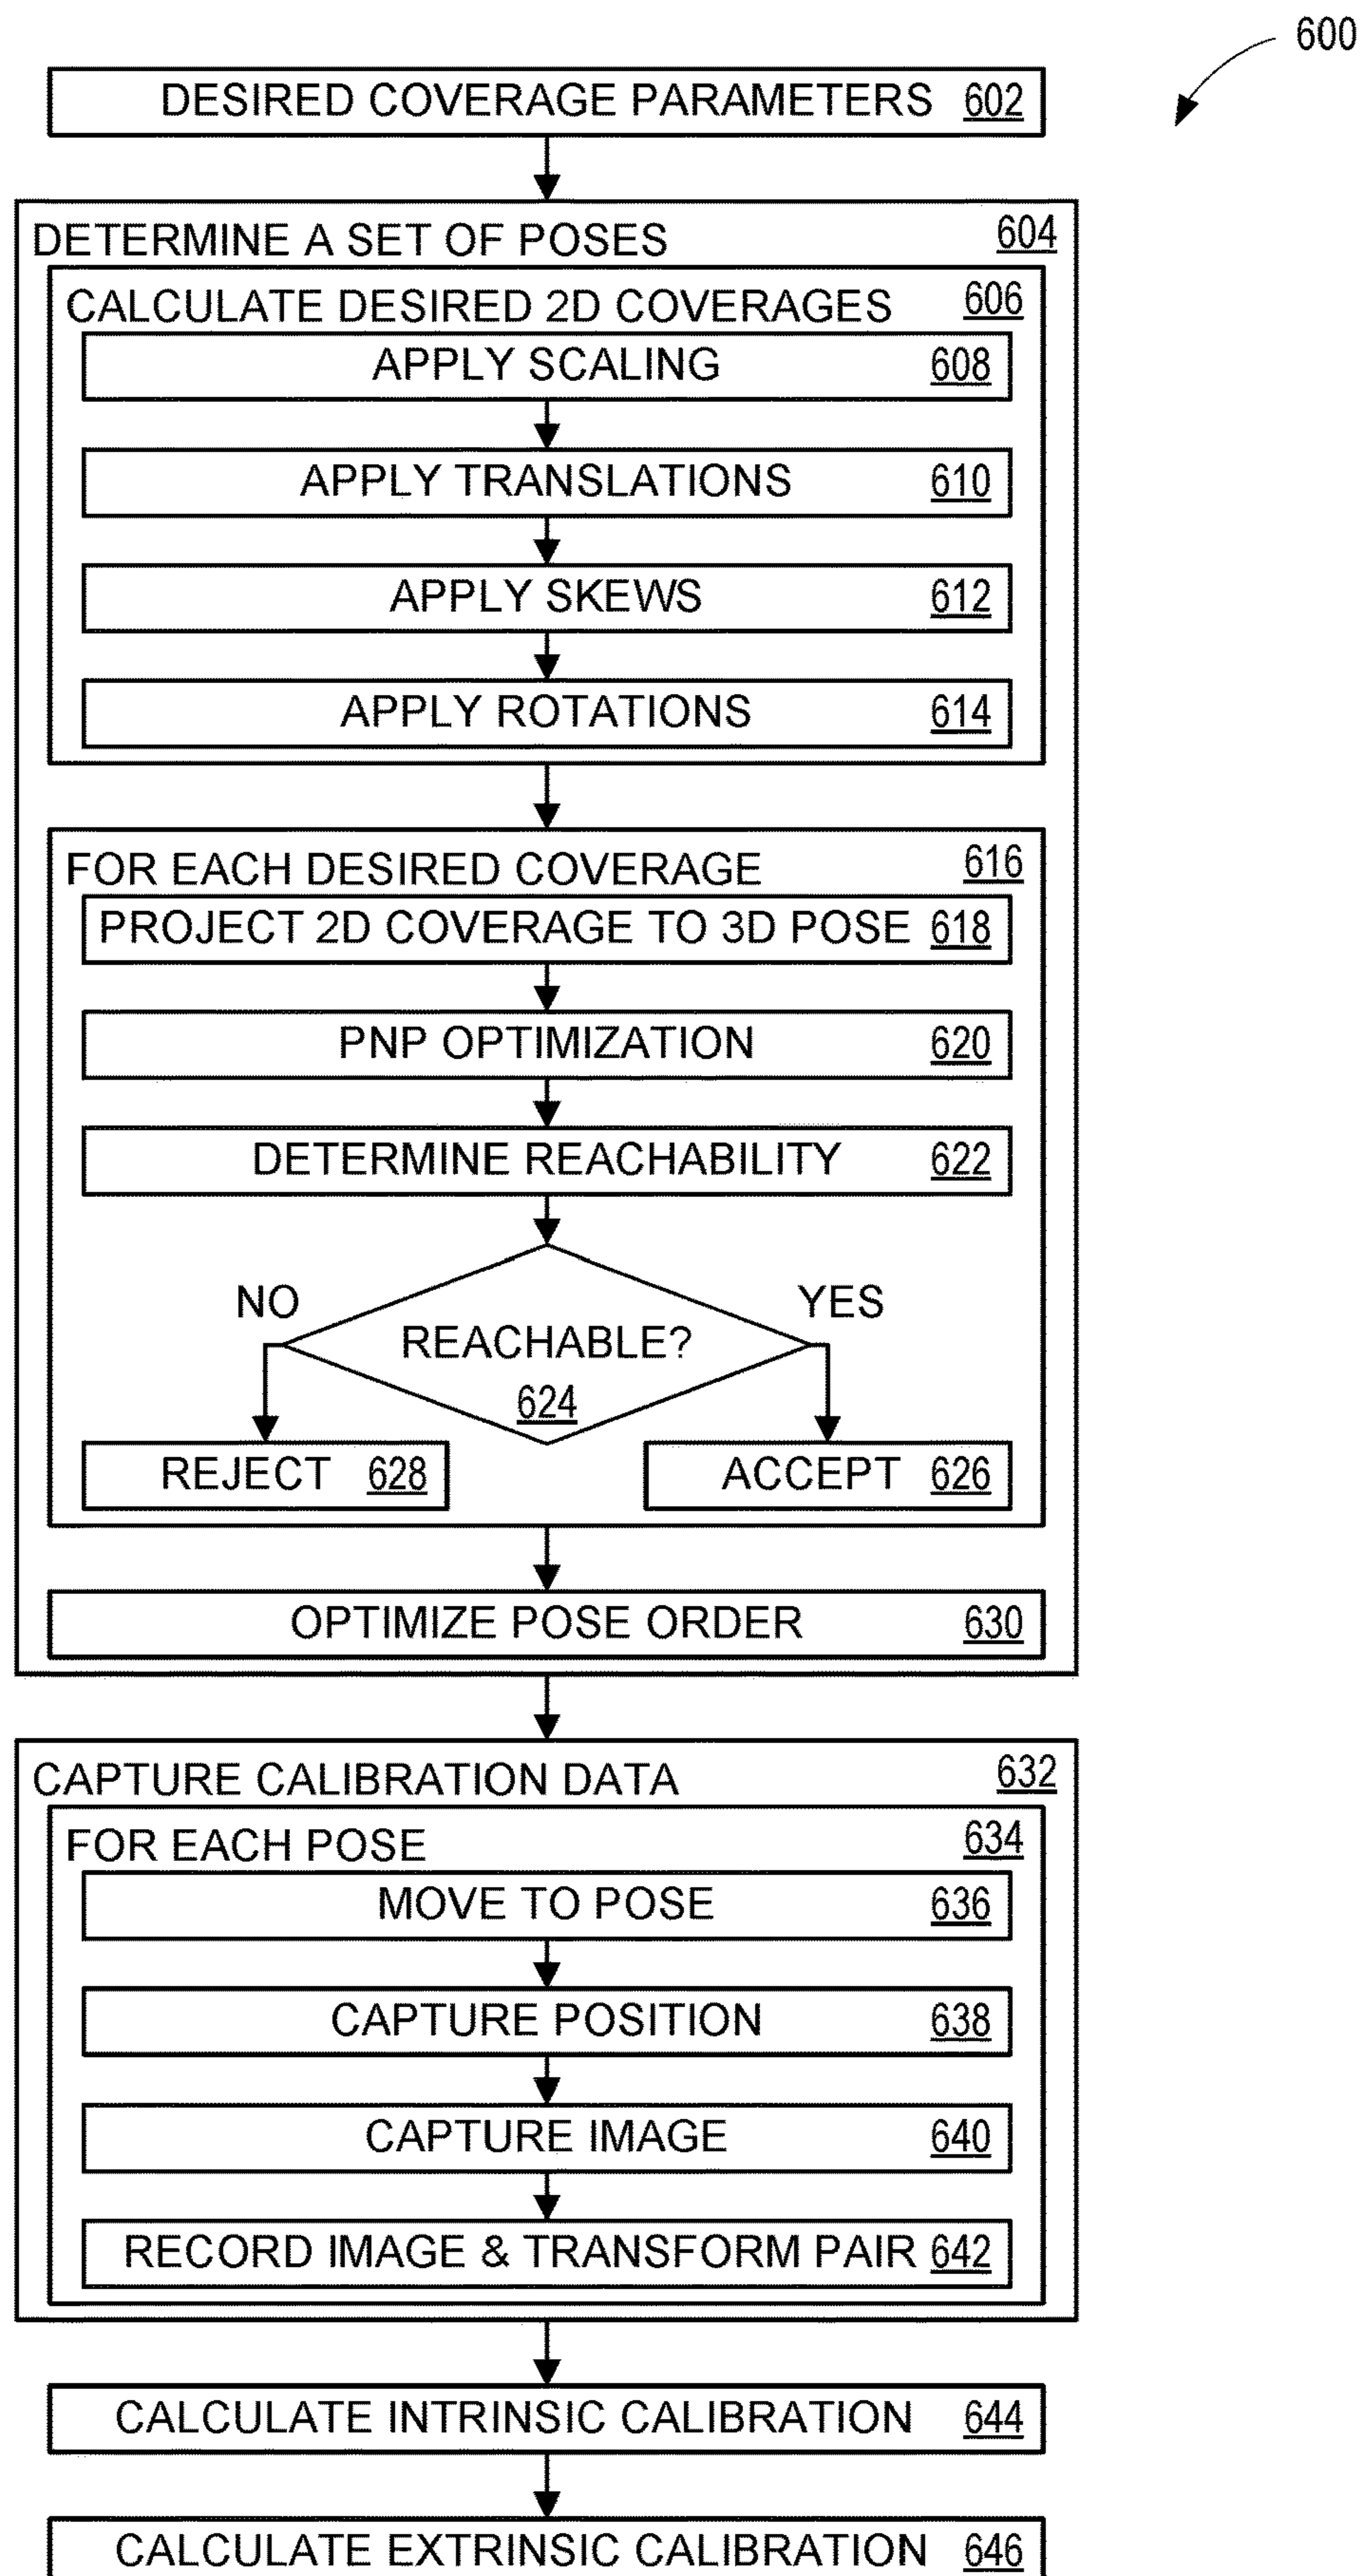 600
DESIRED COVERAGE PARAMETERS 602
DETERMINE A SET OF POSES 604
CALCULATE DESIRED 2D COVERAGES 606
APPLY SCALING 608
APPLY TRANSLATIONS 610
APPLY SKEWS 612
APPLY ROTATIONS 614
FOR EACH DESIRED COVERAGE 616
PROJECT 2D COVERAGE TO 3D POSE 618
PNP OPTIMIZATION 620
DETERMINE REACHABILITY 622
NO YES
REACHABLE?
624
REJECT 628 ACCEPT 626
OPTIMIZE POSE ORDER 630
CAPTURE CALIBRATION DATA 632
FOR EACH POSE 634
MOVE TO POSE 636
CAPTURE POSITION 638
CAPTURE IMAGE 640
RECORD IMAGE & TRANSFORM PAIR 642
CALCULATE INTRINSIC CALIBRATION 644
CALCULATE EXTRINSIC CALIBRATION 646